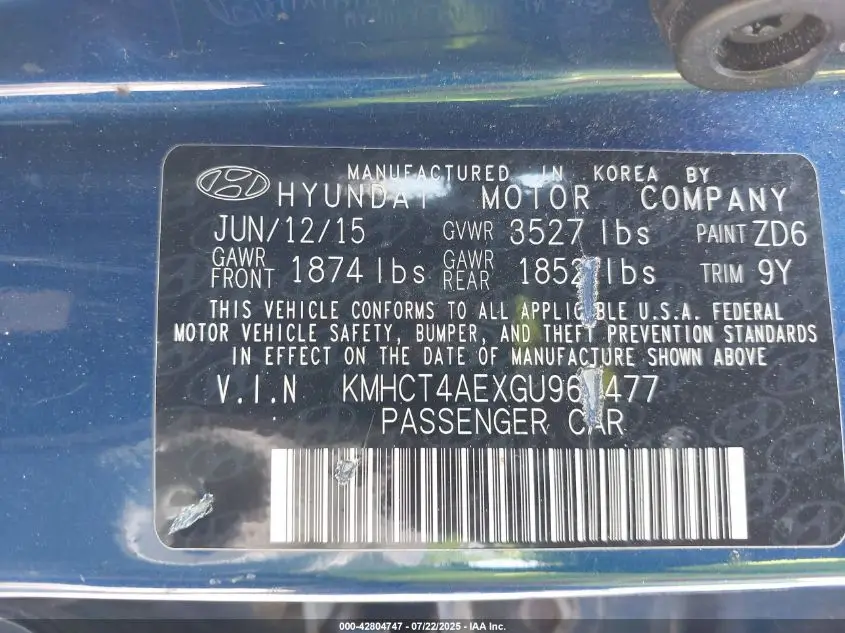 MANUFACTURED IN KOREA BY
HYUNDAI MOTOR COMPANY
JUN/12/15 GVWR 3527 lbs PAINT ZD6
GAWR FRONT 1874 lbs GAWR REAR lbs TRIM 9Y
THIS VEHICLE CONFORMS TO ALL APPLICABLE U.S.A. FEDERAL
MOTOR VEHICLE SAFETY, BUMPER, AND THEFT PREVENTION STANDARDS
IN EFFECT ON THE DATE OF MANUFACTURE SHOWN ABOVE
V.I.N
PASSENGER CAR
000-42804747 - 07/22/2025 - IAA Inc.